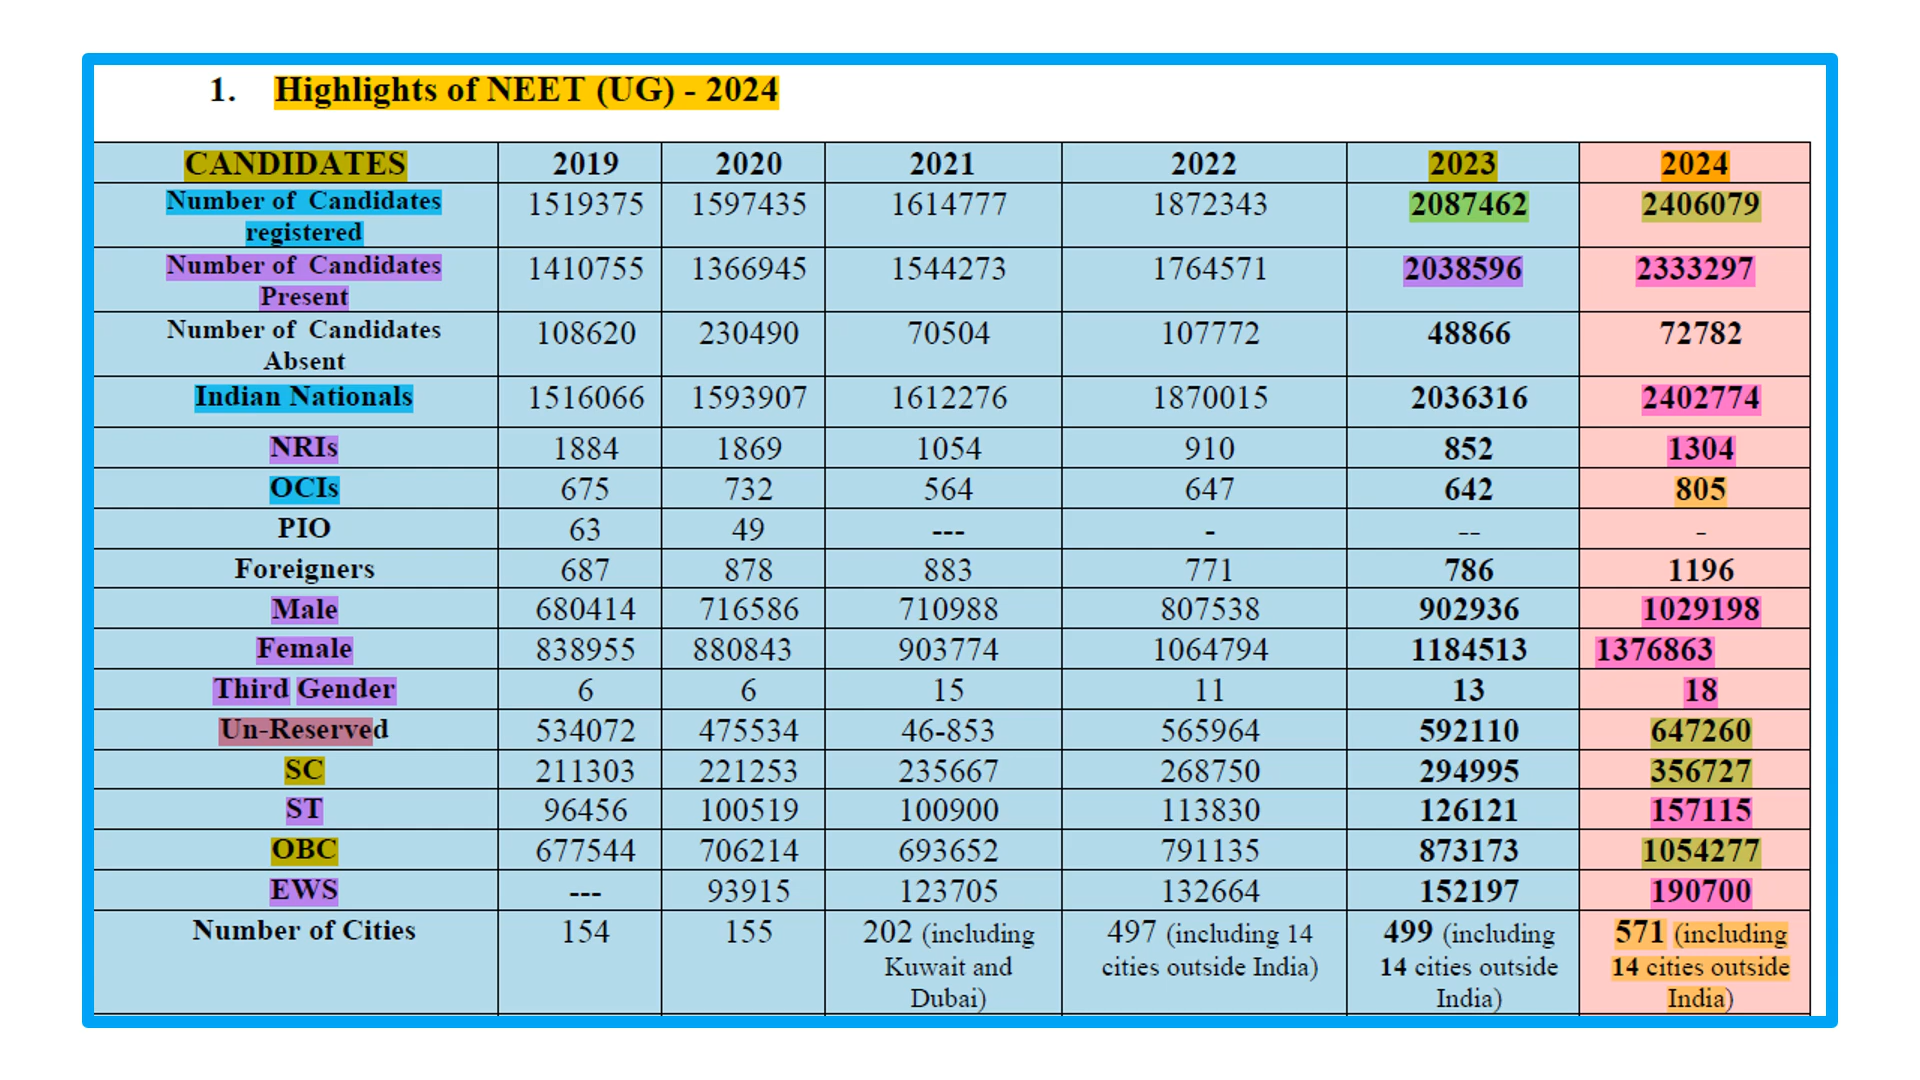 1. Highlights of NEET (UG) - 2024
CANDIDATES 2019 2020 2021 2022 2023 2024
Number of Candidates registered 1519375 1597435 1614777 1872343 2087462 2406079
Number of Candidates Present 1410755 1366945 1544273 1764571 2038596 2333297
Number of Candidates Absent 108620 230490 70504 107772 48866 72782
Indian Nationals 1516066 1593907 1612276 1870015 2036316 2402774
NRIs 1884 1869 1054 910 852 1304
OCIs 675 732 564 647 642 805
PIO 63 49 --- - -- -
Foreigners 687 878 883 771 786 1196
Male 680414 716586 710988 807538 902936 1029198
Female 838955 880843 903774 1064794 1184513 1376863
Third Gender 6 6 15 11 13 18
Un-Reserved 534072 475534 46-853 565964 592110 647260
SC 211303 221253 235667 268750 294995 356727
ST 96456 100519 100900 113830 126121 157115
OBC 677544 706214 693652 791135 873173 1054277
EWS --- 93915 123705 132664 152197 190700
Number of Cities 154 155 202 (including Kuwait and Dubai) 497 (including 14 cities outside India) 499 (including 14 cities outside India) 571 (including 14 cities outside India)